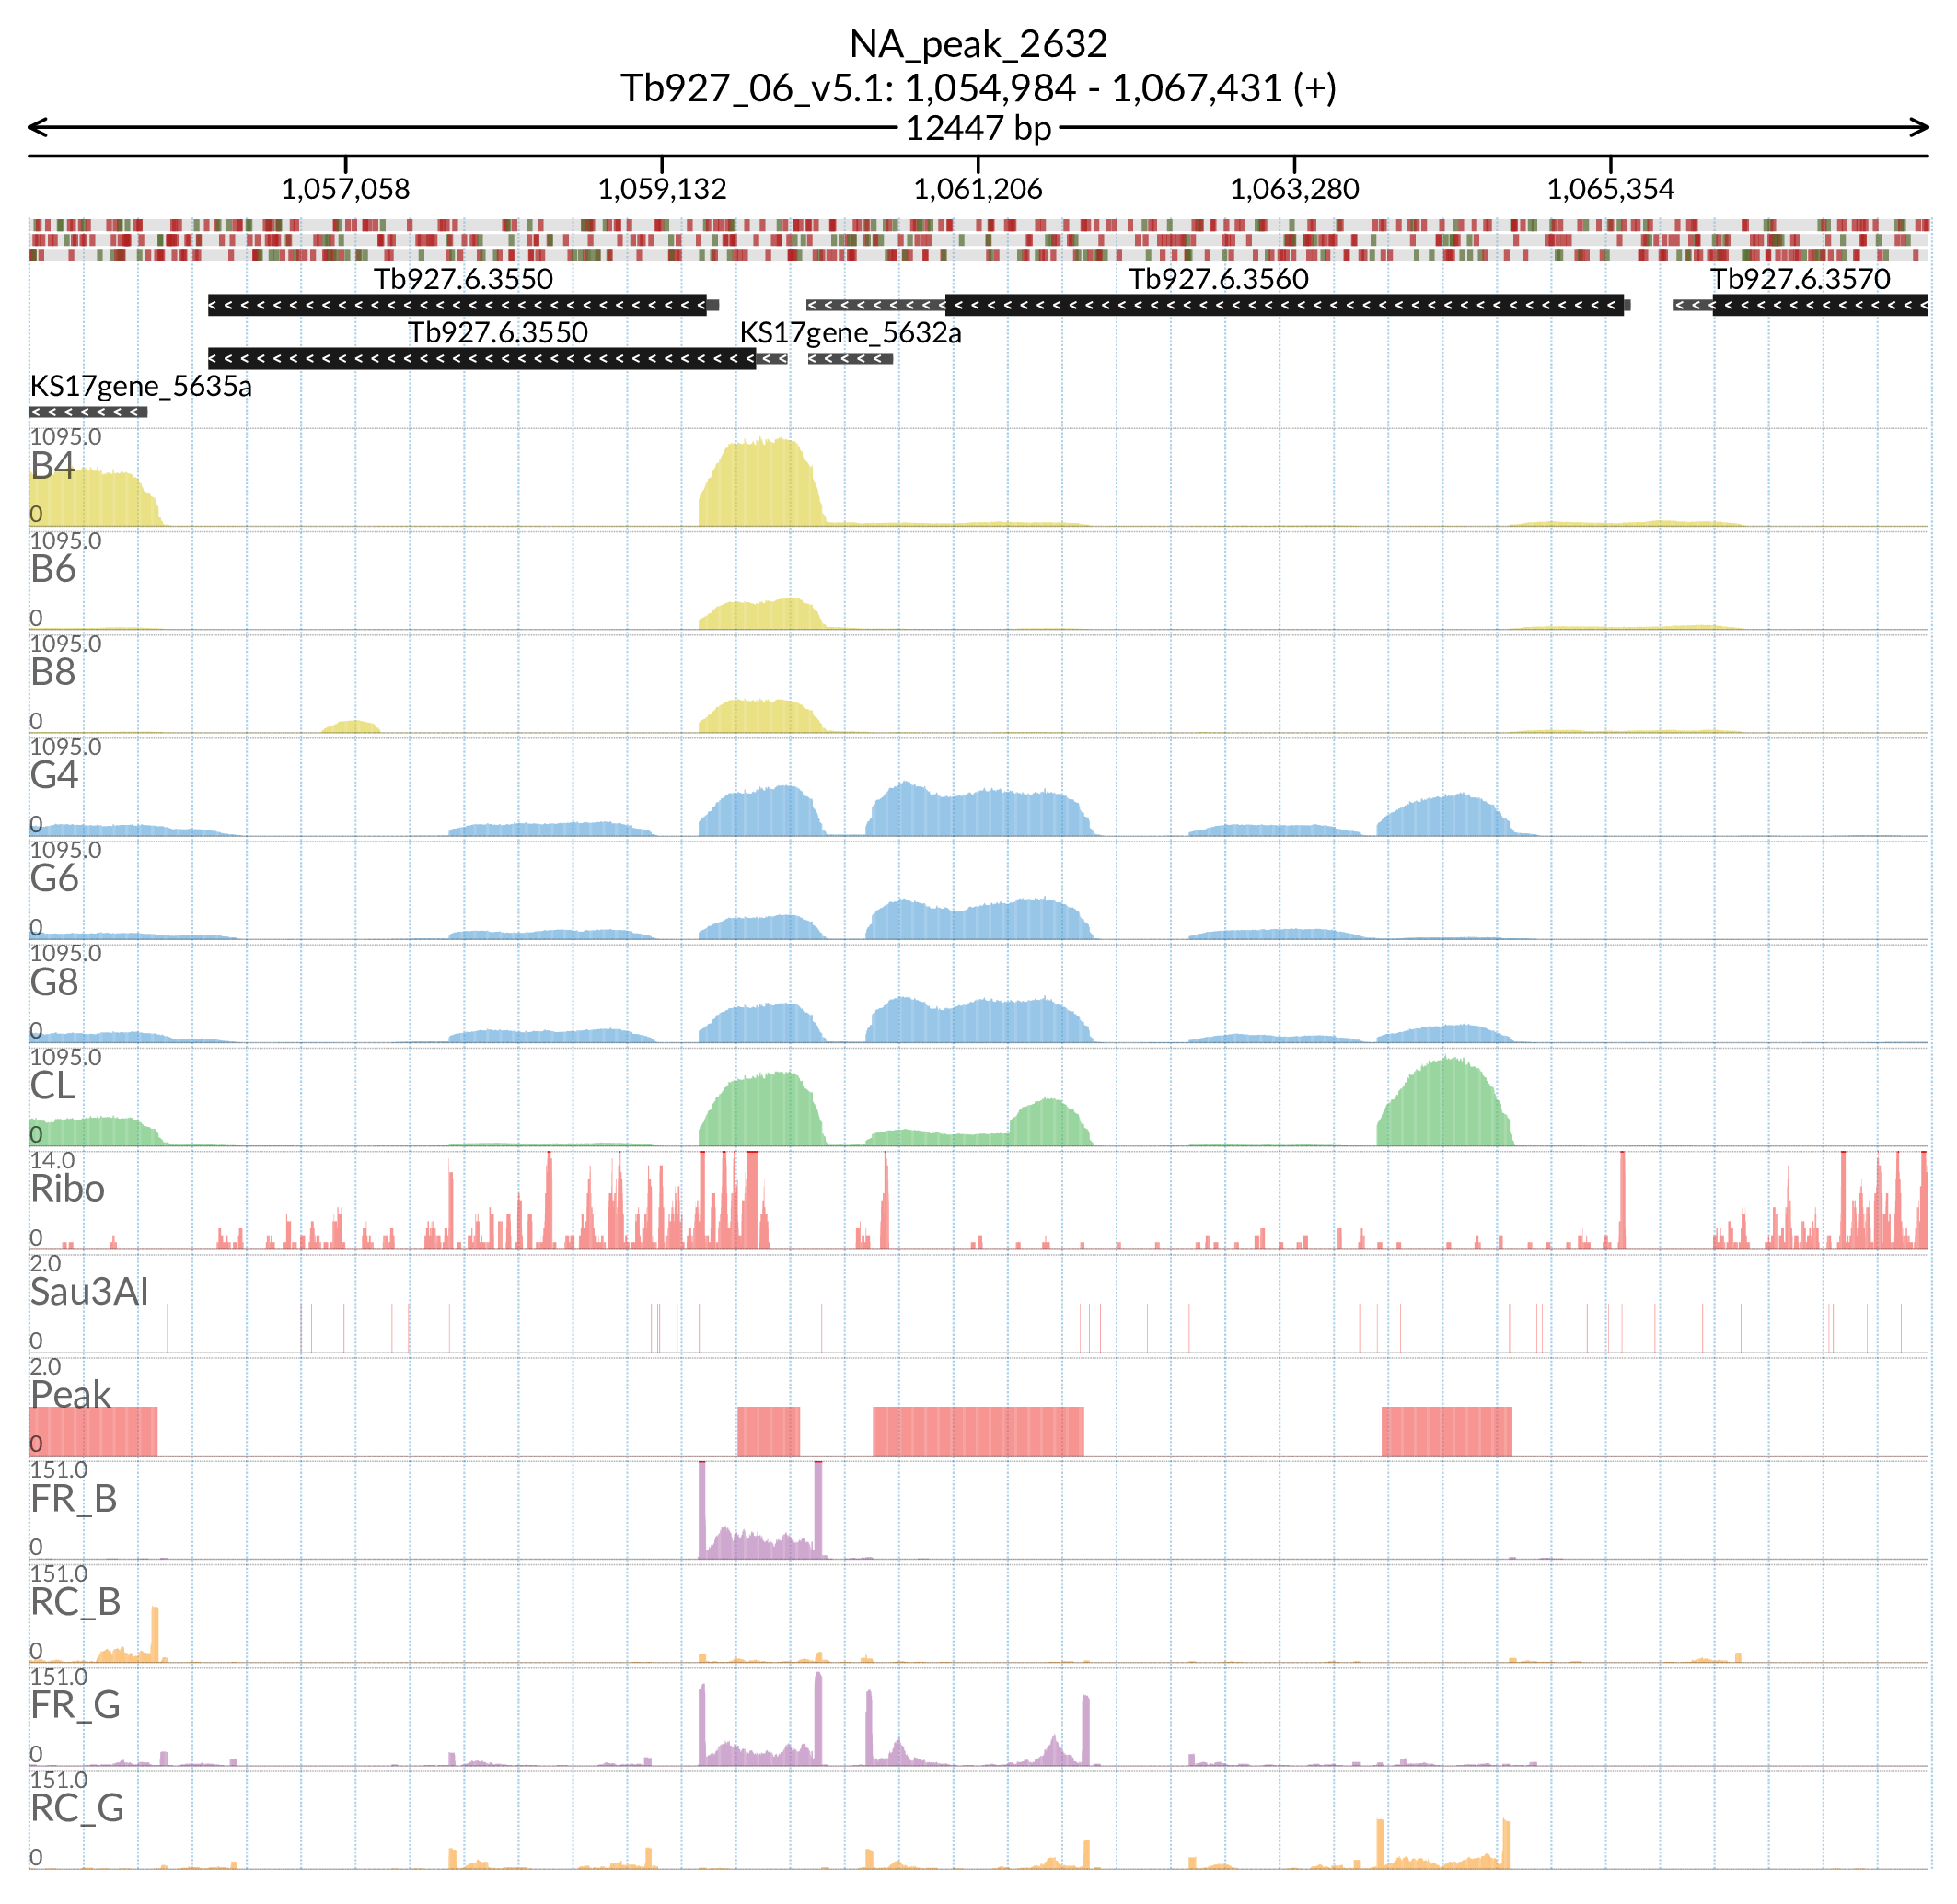 NA_peak_2632
Tb927_06_v5.1: 1,054,984 - 1,067,431 (+)
12447 bp
1,057,058 1,059,132 1,061,206 1,063,280 1,065,354
Tb927.6.3550 Tb927.6.3560 Tb927.6.3570
Tb927.6.3550 KS17gene_5632a
KS17gene_5635a
1095.0
B4
0
1095.0
B6
0
1095.0
B8
0
1095.0
G4
0
1095.0
G6
0
1095.0
G8
0
1095.0
CL
0
14.0
Ribo
0
2.0
Sau3AI
0
2.0
Peak
0
151.0
FR_B
0
151.0
RC_B
0
151.0
FR_G
0
151.0
RC_G
0